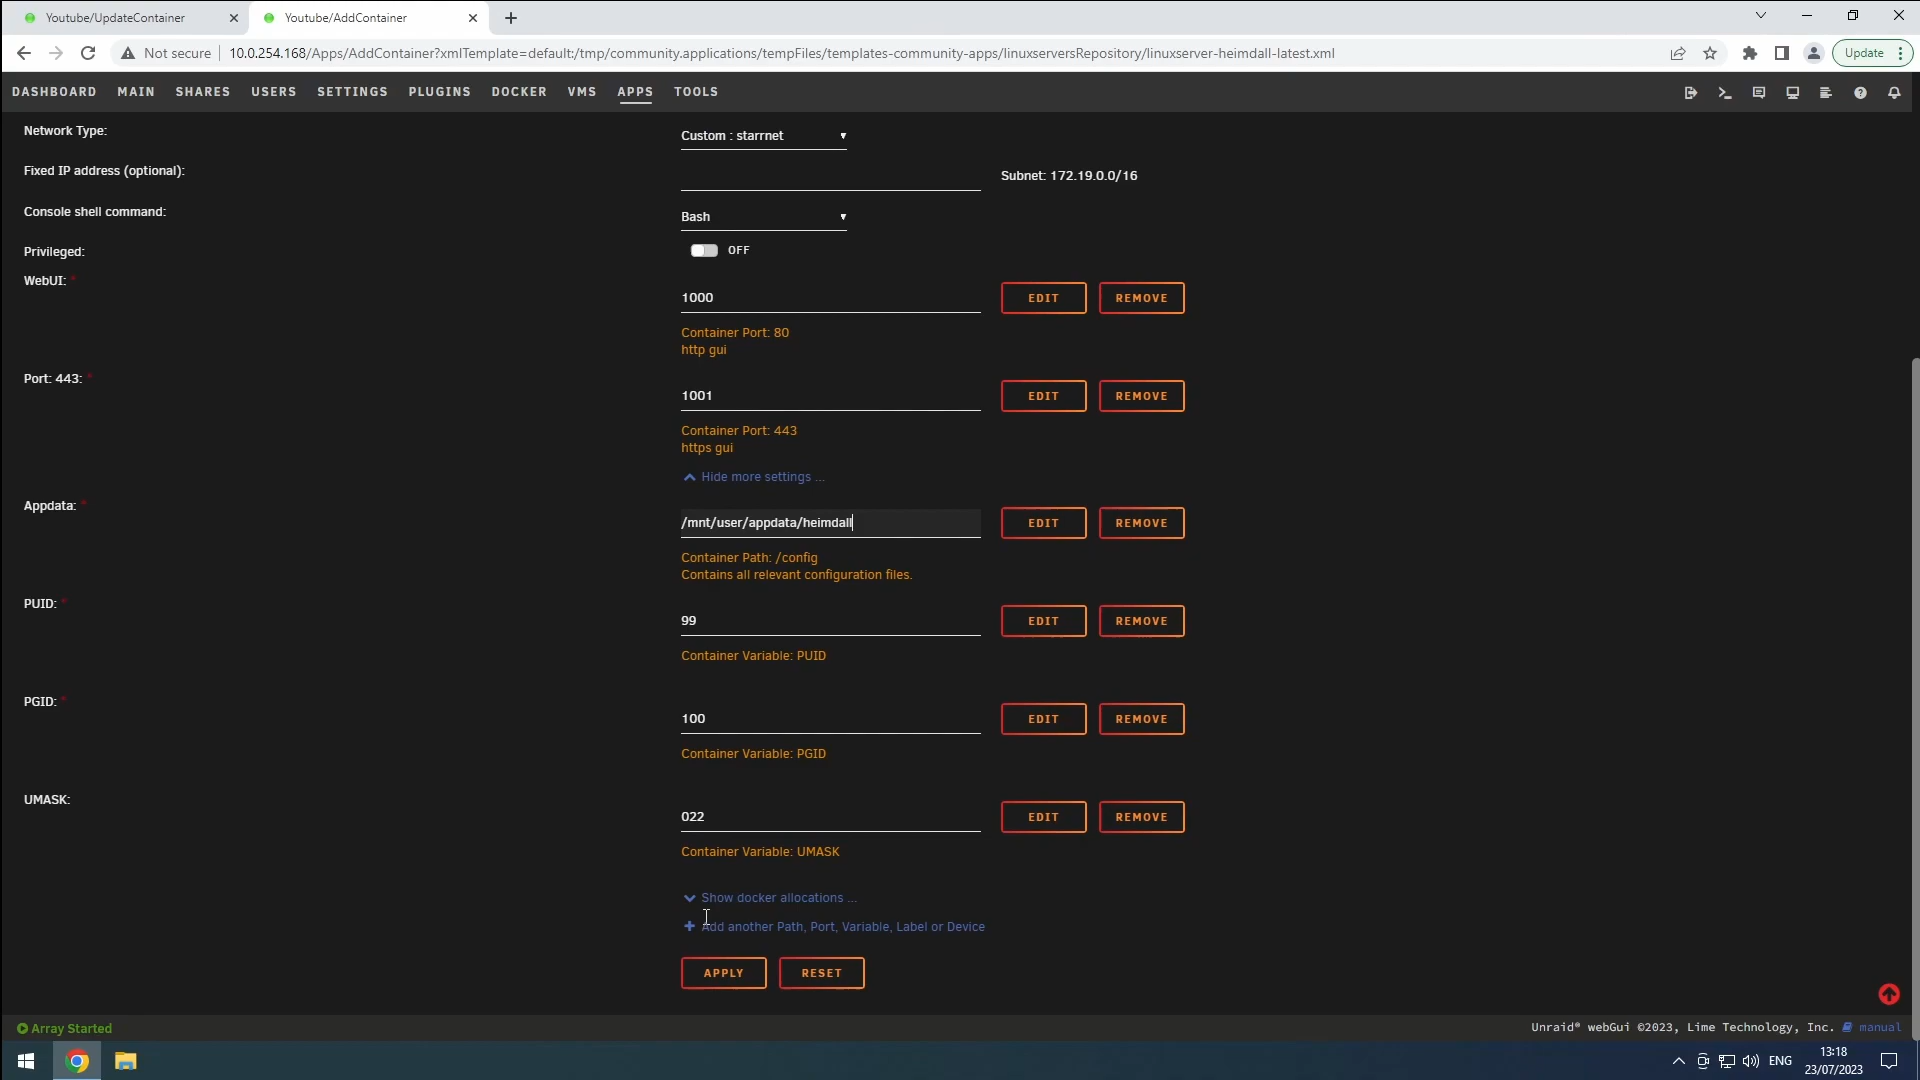 Youtube/UpdateContainer
Youtube/AddContainer
Not secure
10.0.254.168/Apps/AddContainer?xmlTemplate=default:/tmp/community.applications/tempFiles/templates-community-apps/linuxserversRepository/linuxserver-heimdall-latest.xml
Update
DASHBOARD MAIN SHARES USERS SETTINGS PLUGINS DOCKER VMS APPS TOOLS
Network Type:
Custom : starrnet
Fixed IP address (optional):
Subnet: 172.19.0.0/16
Console shell command:
Bash
Privileged:
OFF
WebUI: *
1000
EDIT REMOVE
Container Port: 80
http gui
Port: 443: *
1001
EDIT REMOVE
Container Port: 443
https gui
Hide more settings ...
Appdata: *
/mnt/user/appdata/heimdall
EDIT REMOVE
Container Path: /config
Contains all relevant configuration files.
PUID: *
99
EDIT REMOVE
Container Variable: PUID
PGID: *
100
EDIT REMOVE
Container Variable: PGID
UMASK:
022
EDIT REMOVE
Container Variable: UMASK
Show docker allocations ...
Add another Path, Port, Variable, Label or Device
APPLY RESET
Array Started
Unraid® webGui ©2023, Lime Technology, Inc. manual
ENG
13:18
23/07/2023